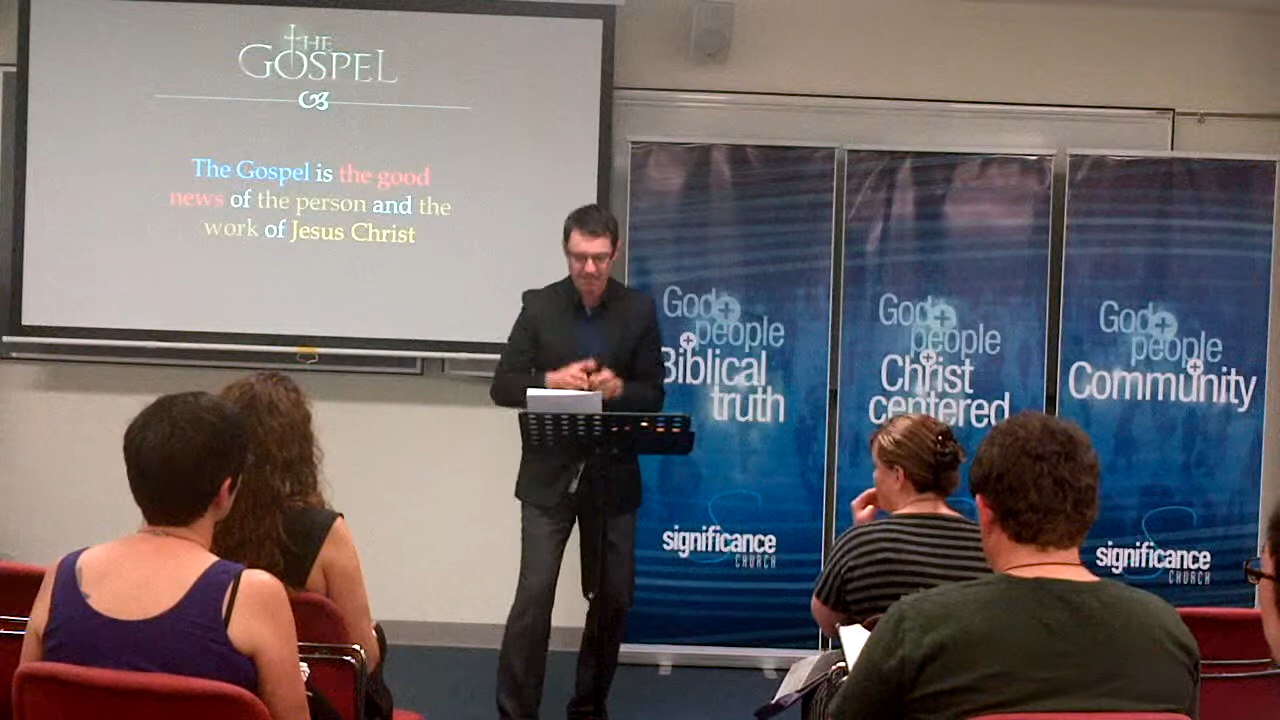 THE
GOSPEL
The Gospel is the good
news of the person and the
work of Jesus Christ
God+
people
+
Biblical
truth
significance
CHURCH
God+
people
+
Christ
centered
God+
people
+
Community
significance
CHURCH